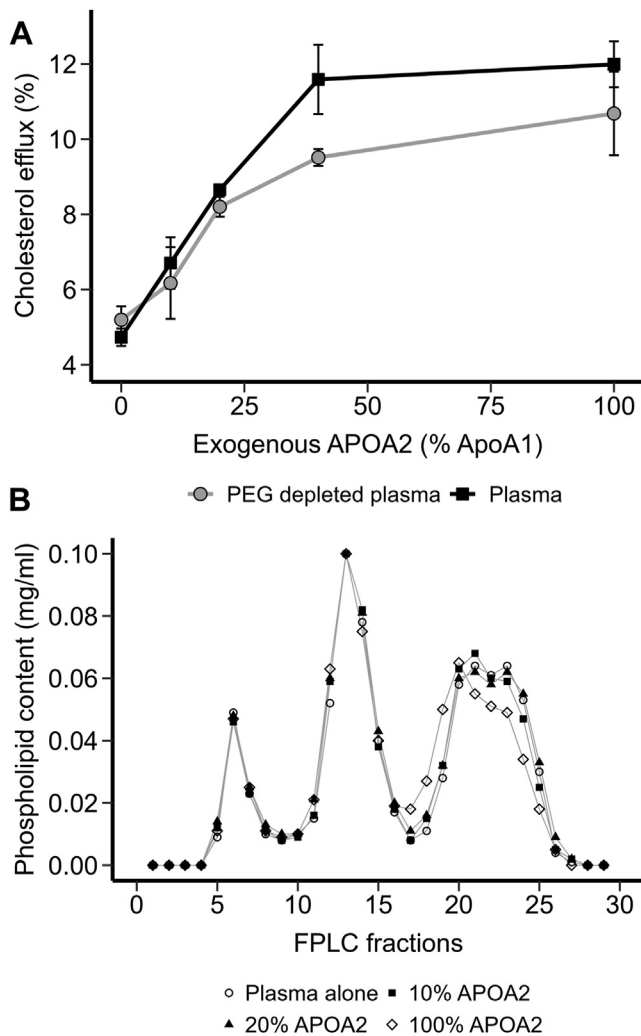 A
Cholesterol efflux (%)
12
10
8
6
4
0 25 50 75 100
Exogenous APOA2 (% ApoA1)
PEG depleted plasma Plasma
B
Phospholipid content (mg/ml)
0.10
0.08
0.06
0.04
0.02
0.00
0 5 10 15 20 25 30
FPLC fractions
Plasma alone 10% APOA2
20% APOA2 100% APOA2